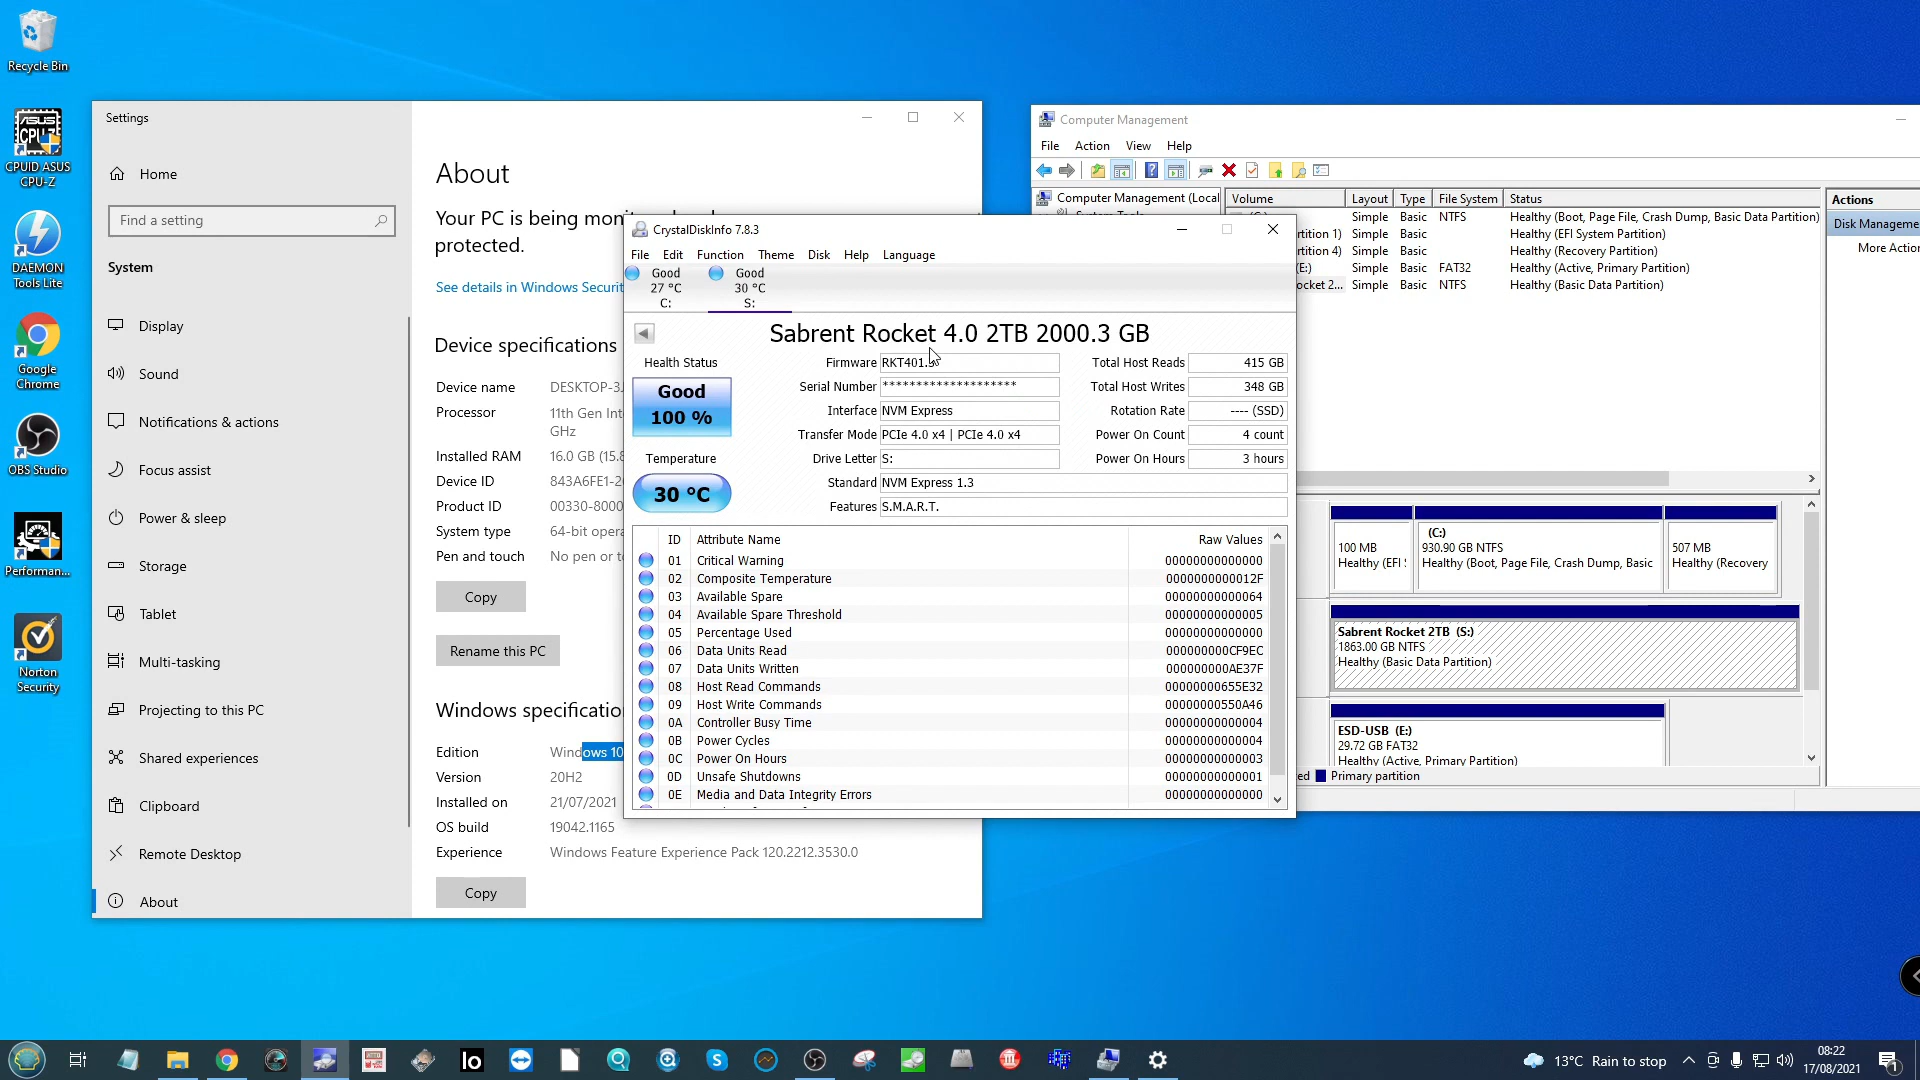 Recycle Bin
CPUID ASUS
CPU-Z
DAEMON
Tools Lite
Google
Chrome
OBS Studio
Performan...
Norton
Security
Settings
Home
Find a setting
System
Display
Sound
Notifications & actions
Focus assist
Power & sleep
Storage
Tablet
Multi-tasking
Projecting to this PC
Shared experiences
Clipboard
Remote Desktop
About
About
Your PC is being
protected.
See details in Windows
Device specifications
Device name DESKTOP-3
Processor 11th Gen
GHz
Installed RAM 16.0 GB
Device ID 843A6FE1-2
Product ID 00330-8000
System type 64-bit
Pen and touch No pen or
Copy
Rename this PC
Windows
Edition Windows 10
Version 20H2
Installed on 21/07/2021
OS build 19042.1165
Experience Windows Feature Experience Pack 120.2212.3530.0
Copy
CrystalDiskInfo 7.8.3
File Edit Function Theme Disk Help Language
Good Good
27 °C 30 °C
C: S:
Sabrent Rocket 4.0 2TB 2000.3 GB
Health Status
Good
100 %
Temperature
30 °C
Firmware RKT401.
Serial Number ********************
Interface NVM Express
Transfer Mode PCIe 4.0 x4 | PCIe 4.0 x4
Drive Letter S:
Standard NVM Express 1.3
Features S.M.A.R.T.
Total Host Reads 415 GB
Total Host Writes 348 GB
Rotation Rate ---- (SSD)
Power On Count 4 count
Power On Hours 3 hours
ID Attribute Name Raw Values
01 Critical Warning 00000000000000
02 Composite Temperature 0000000000012F
03 Available Spare 00000000000064
04 Available Spare Threshold 00000000000005
05 Percentage Used 00000000000000
06 Data Units Read 000000000CF9EC
07 Data Units Written 000000000AE37F
08 Host Read Commands 00000000655E32
09 Host Write Commands 00000000550A46
0A Controller Busy Time 00000000000004
0B Power Cycles 00000000000004
0C Power On Hours 00000000000003
0D Unsafe Shutdowns 00000000000001
0E Media and Data Integrity Errors 00000000000000
Computer Management
File Action View Help
Computer Management (Local
Volume Layout Type File System Status
Simple Basic NTFS Healthy (Boot, Page File, Crash Dump, Basic Data Partition)
rtition 1) Simple Basic Healthy (EFI System Partition)
rtition 4) Simple Basic Healthy (Recovery Partition)
(E:) Simple Basic FAT32 Healthy (Active, Primary Partition)
ocket 2... Simple Basic NTFS Healthy (Basic Data Partition)
Actions
Disk Manageme
More Action
100 MB
Healthy (EFI
(C:)
930.90 GB NTFS
Healthy (Boot, Page File, Crash Dump, Basic
507 MB
Healthy (Recovery
Sabrent Rocket 2TB (S:)
1863.00 GB NTFS
Healthy (Basic Data Partition)
ESD-USB (E:)
29.72 GB FAT32
Healthy (Active, Primary Partition)
ed Primary partition
Io
13°C Rain to stop
08:22
17/08/2021
1